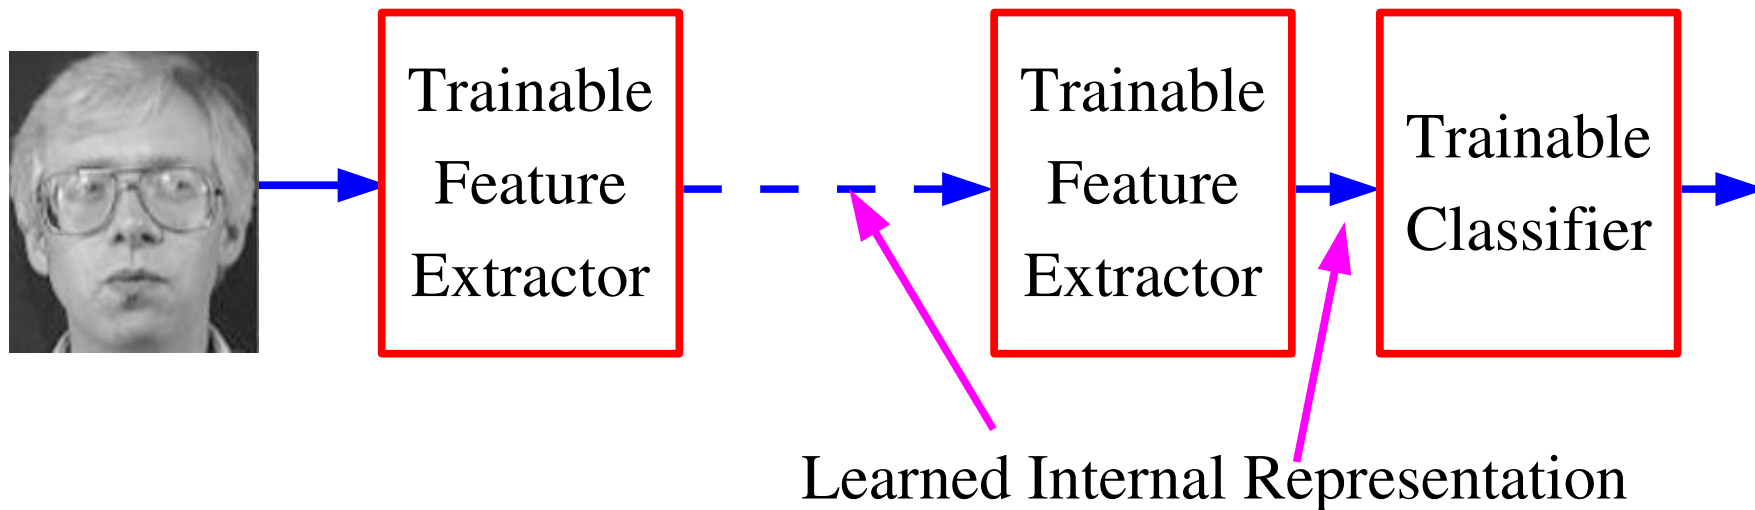 Trainable
Feature
Extractor
Trainable
Feature
Extractor
Trainable
Classifier
Learned Internal Representation